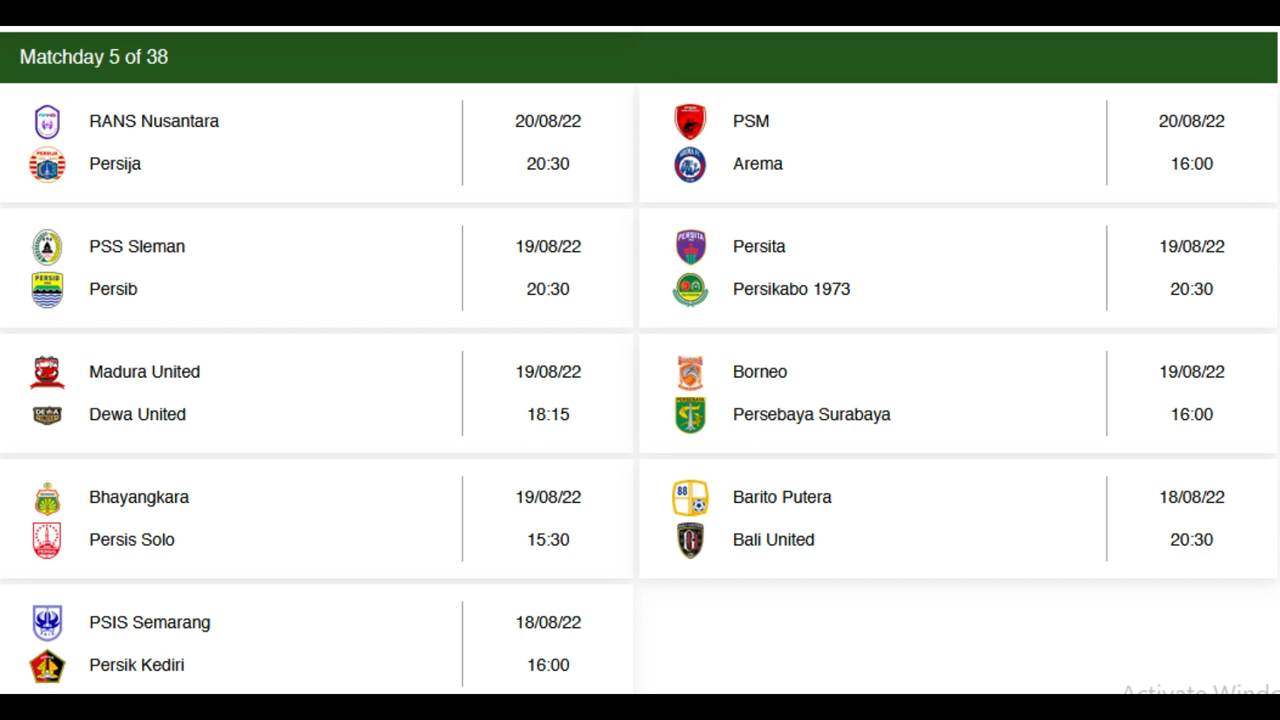 Matchday 5 of 38
RANS Nusantara 20/08/22
Persija 20:30
PSM 20/08/22
Arema 16:00
PSS Sleman 19/08/22
Persib 20:30
Persita 19/08/22
Persikabo 1973 20:30
Madura United 19/08/22
Dewa United 18:15
Borneo 19/08/22
Persebaya Surabaya 16:00
Bhayangkara 19/08/22
Persis Solo 15:30
Barito Putera 18/08/22
Bali United 20:30
PSIS Semarang 18/08/22
Persik Kediri 16:00